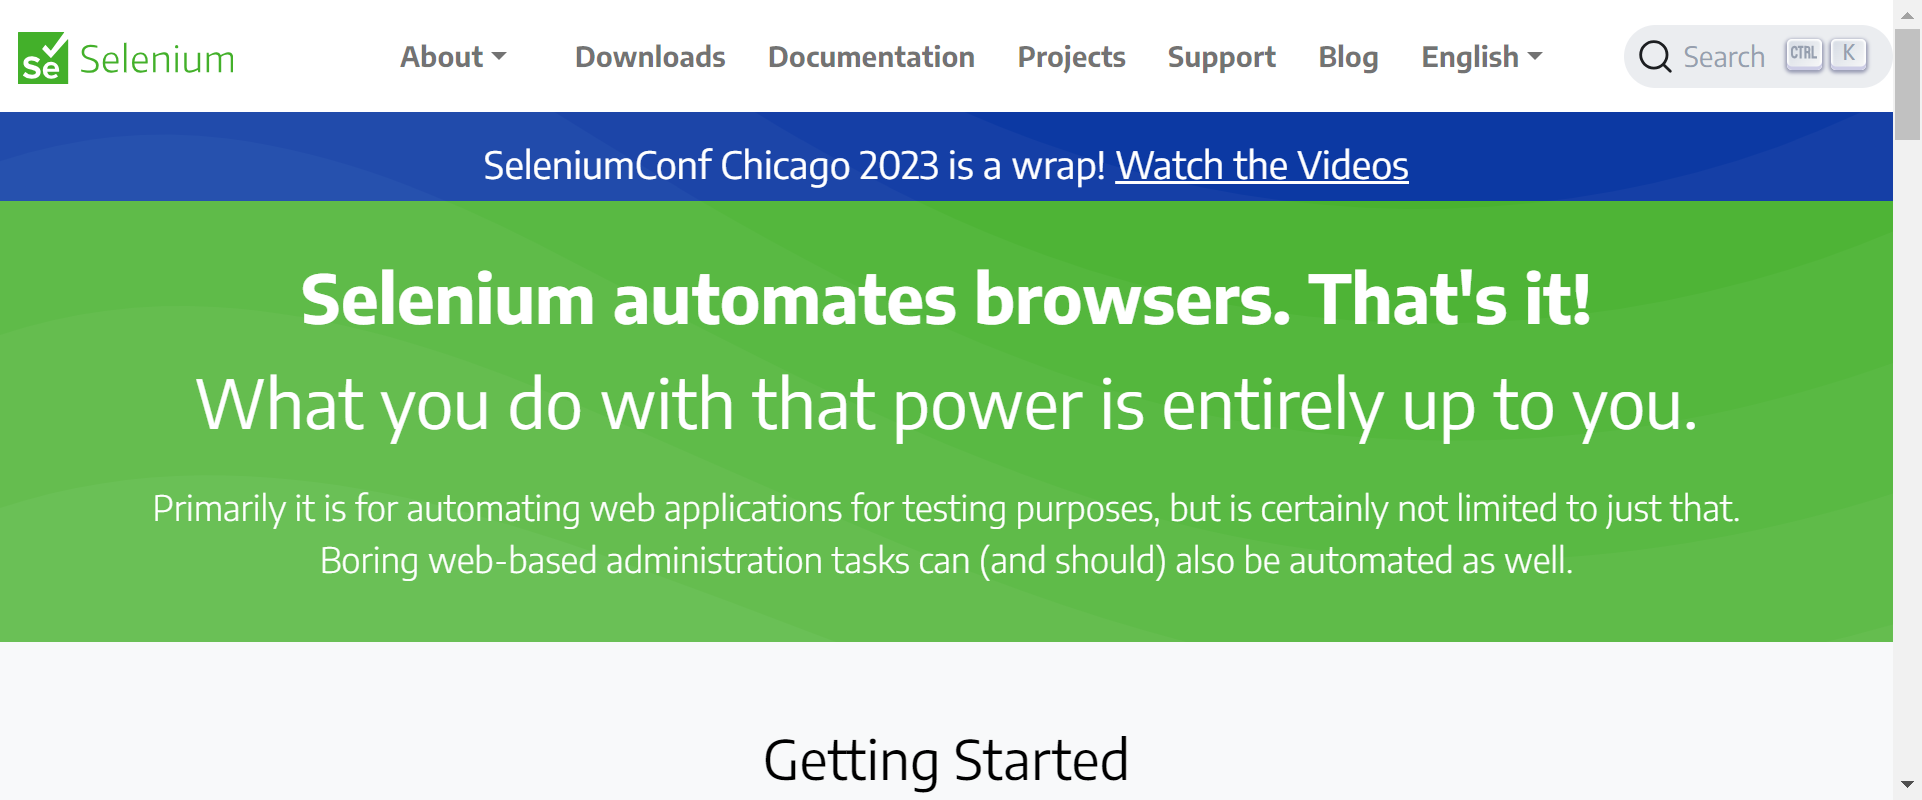 Se Selenium
About Downloads Documentation Projects Support Blog English Search CTRL K
SeleniumConf Chicago 2023 is a wrap! Watch the Videos
Selenium automates browsers. That's it!
What you do with that power is entirely up to you.
Primarily it is for automating web applications for testing purposes, but is certainly not limited to just that.
Boring web-based administration tasks can (and should) also be automated as well.
Getting Started